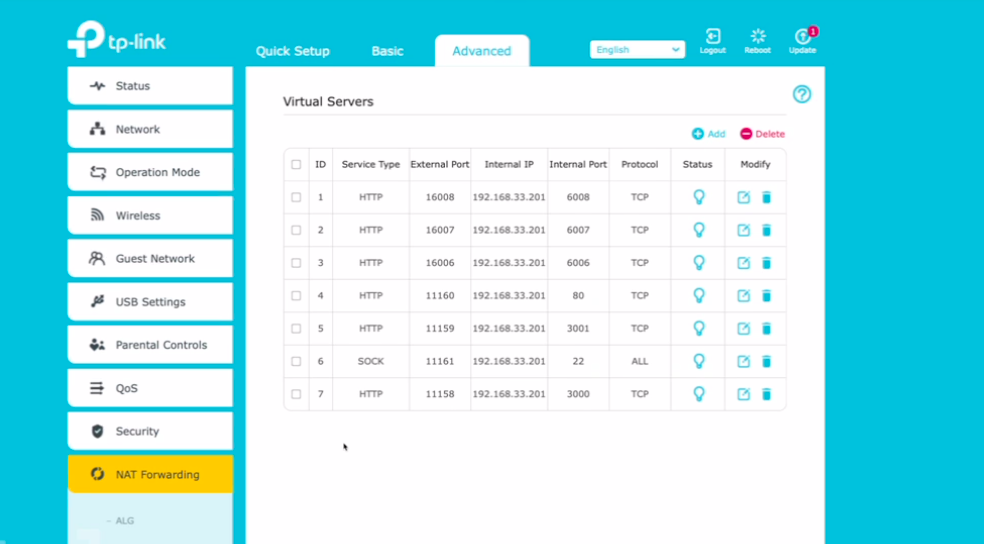 tp-link
Quick Setup Basic Advanced English Logout Reboot Update 1
Status
Network
Operation Mode
Wireless
Guest Network
USB Settings
Parental Controls
QoS
Security
NAT Forwarding
- ALG
Virtual Servers ?
Add Delete
ID Service Type External Port Internal IP Internal Port Protocol Status Modify
1 HTTP 16008 192.168.33.201 6008 TCP
2 HTTP 16007 192.168.33.201 6007 TCP
3 HTTP 16006 192.168.33.201 6006 TCP
4 HTTP 11160 192.168.33.201 80 TCP
5 HTTP 11159 192.168.33.201 3001 TCP
6 SOCK 11161 192.168.33.201 22 ALL
7 HTTP 11158 192.168.33.201 3000 TCP